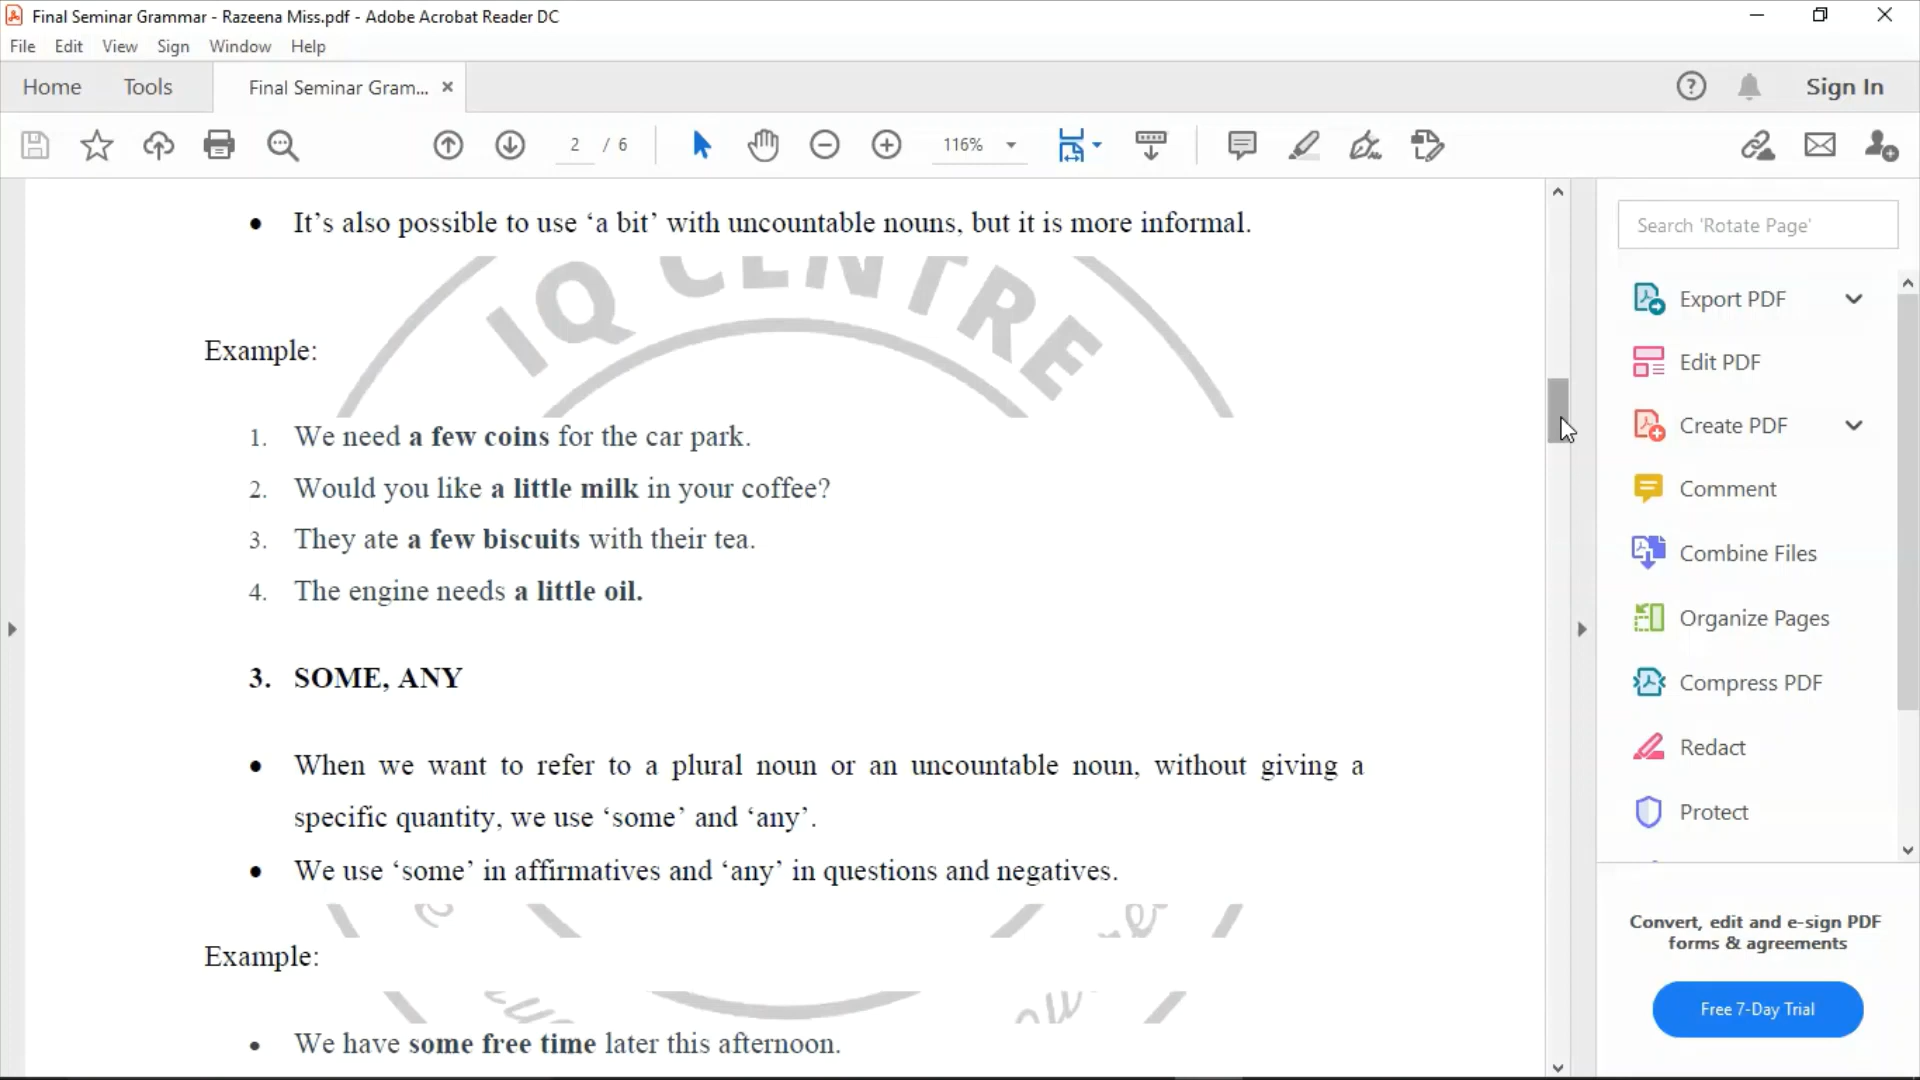 Final Seminar Grammar - Razeena Miss.pdf - Adobe Acrobat Reader DC
File Edit View Sign Window Help
Home Tools Final Seminar Gram... × Sign In
2 / 6 116%
• It’s also possible to use ‘a bit’ with uncountable nouns, but it is more informal.
IQ CENTRE
Example:
1. We need a few coins for the car park.
2. Would you like a little milk in your coffee?
3. They ate a few biscuits with their tea.
4. The engine needs a little oil.
3. SOME, ANY
• When we want to refer to a plural noun or an uncountable noun, without giving a
specific quantity, we use ‘some’ and ‘any’.
• We use ‘some’ in affirmatives and ‘any’ in questions and negatives.
Example:
• We have some free time later this afternoon.
Search 'Rotate Page'
Export PDF
Edit PDF
Create PDF
Comment
Combine Files
Organize Pages
Compress PDF
Redact
Protect
Convert, edit and e-sign PDF
forms & agreements
Free 7-Day Trial